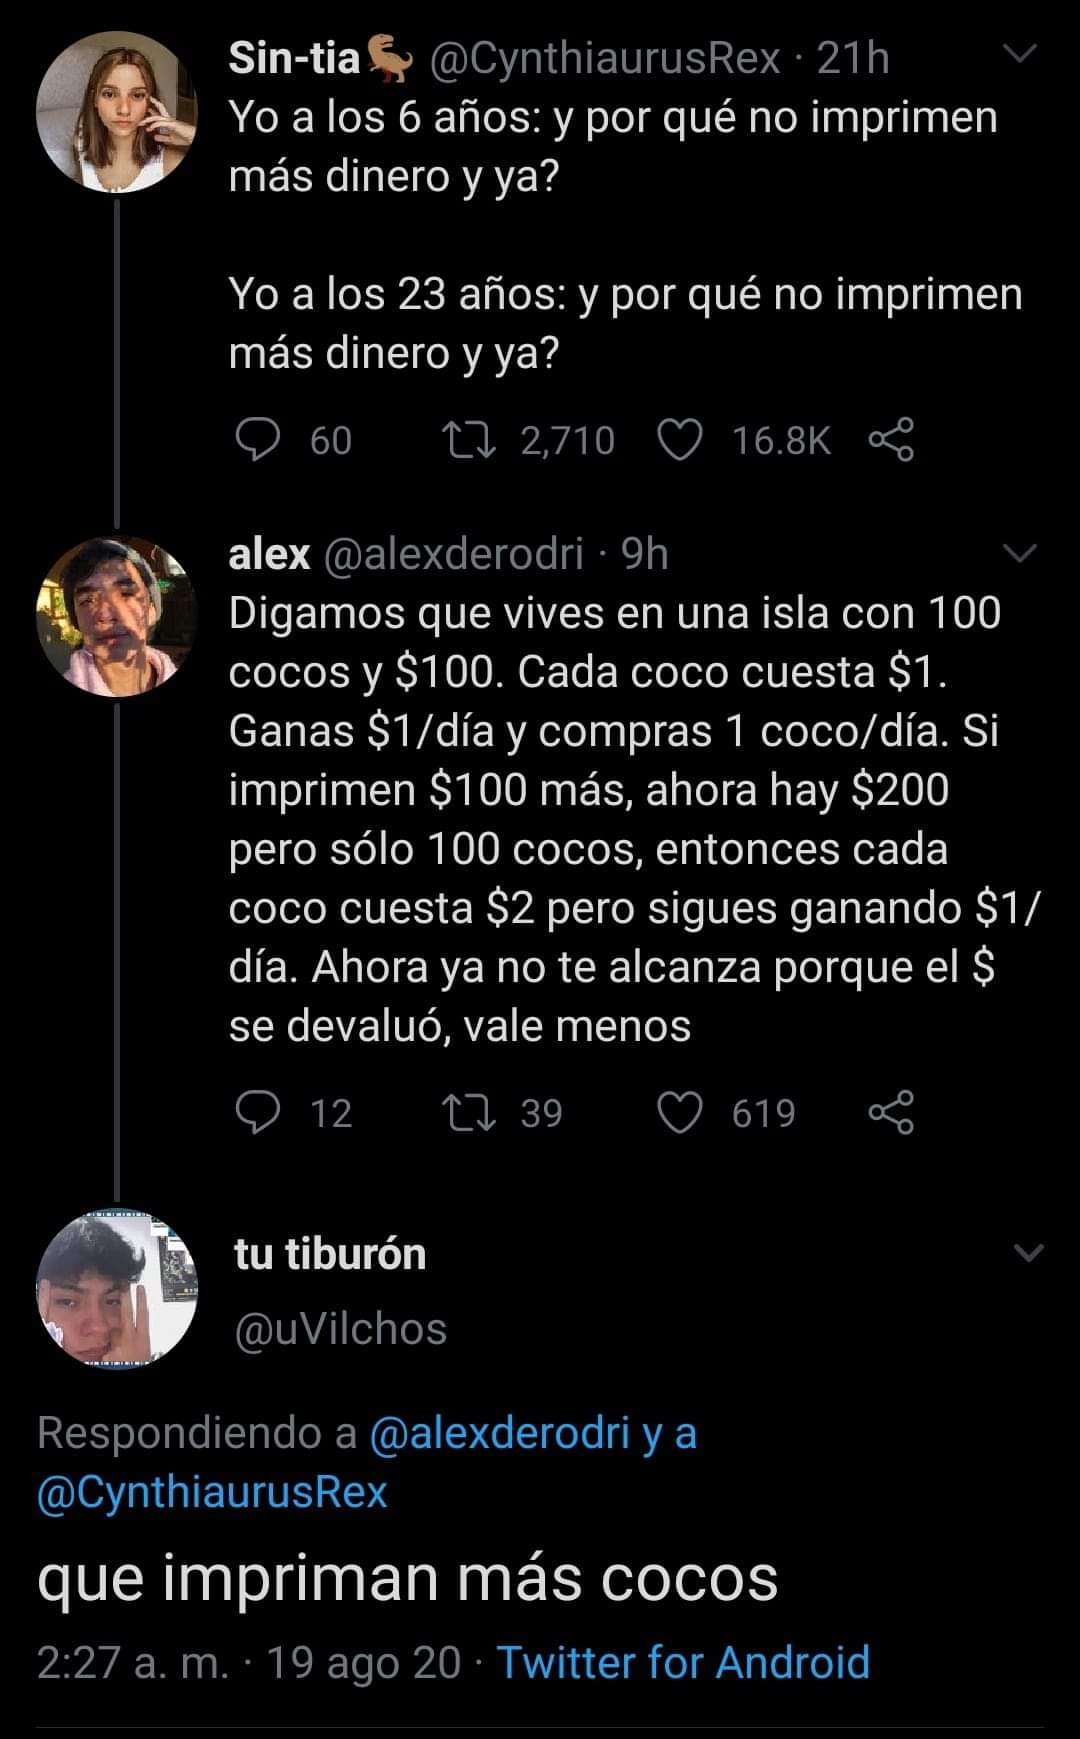 Sin-tia🦖 @CynthiaurusRex · 21h
Yo a los 6 años: y por qué no imprimen
más dinero y ya?
Yo a los 23 años: y por qué no imprimen
más dinero y ya?
60 2,710 16.8K
alex @alexderodri · 9h
Digamos que vives en una isla con 100
cocos y $100. Cada coco cuesta $1.
Ganas $1/día y compras 1 coco/día. Si
imprimen $100 más, ahora hay $200
pero sólo 100 cocos, entonces cada
coco cuesta $2 pero sigues ganando $1/
día. Ahora ya no te alcanza porque el $
se devaluó, vale menos
12 39 619
tu tiburón
@uVilchos
Respondiendo a @alexderodri y a
@CynthiaurusRex
que impriman más cocos
2:27 a. m. · 19 ago 20 · Twitter for Android